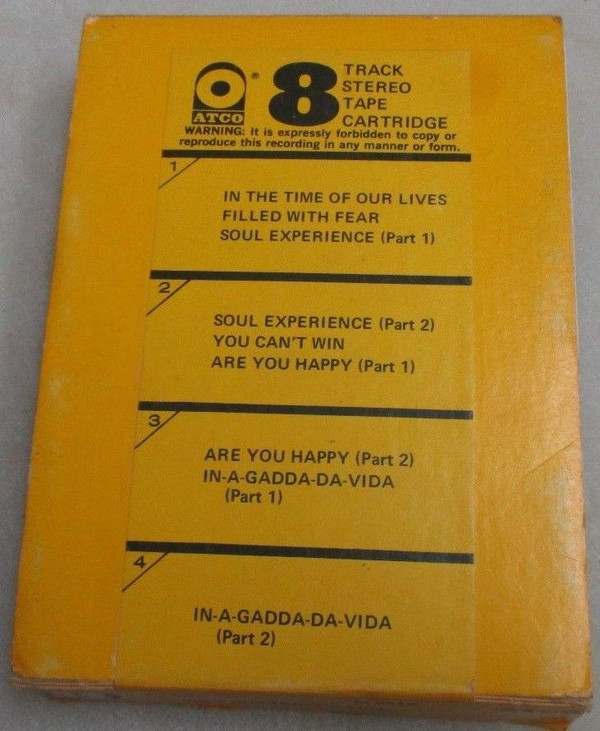 ATCO
®
8
TRACK
STEREO
TAPE
CARTRIDGE
WARNING: It is expressly forbidden to copy or
reproduce this recording in any manner or form.
1
IN THE TIME OF OUR LIVES
FILLED WITH FEAR
SOUL EXPERIENCE (Part 1)
2
SOUL EXPERIENCE (Part 2)
YOU CAN'T WIN
ARE YOU HAPPY (Part 1)
3
ARE YOU HAPPY (Part 2)
IN-A-GADDA-DA-VIDA
(Part 1)
4
IN-A-GADDA-DA-VIDA
(Part 2)